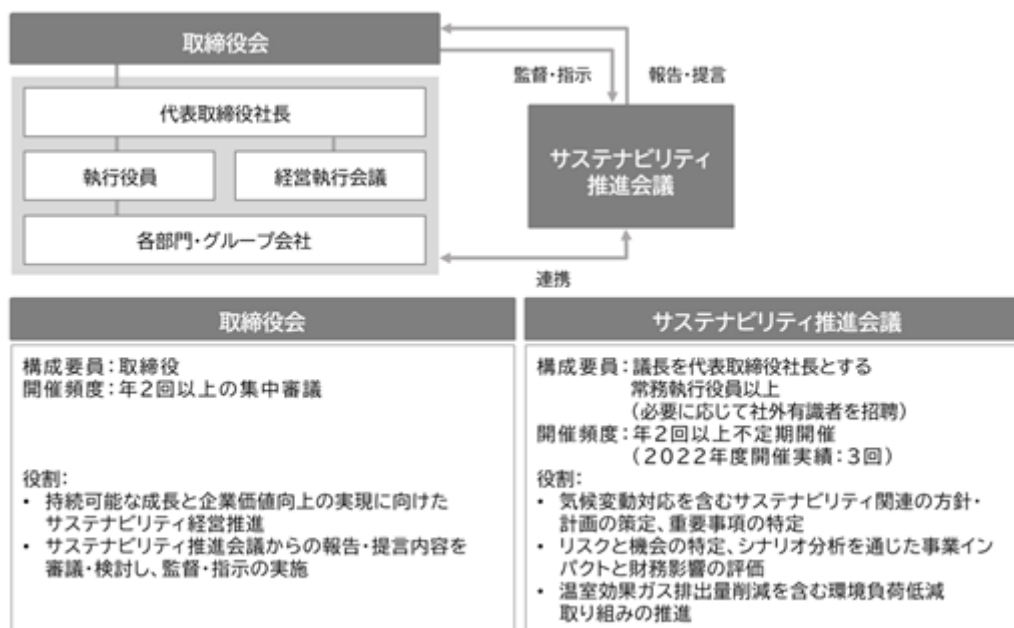 取締役会
監督・指示
報告・提言
代表取締役社長
執行役員
経営執行会議
各部門・グループ会社
サステナビリティ
推進会議
連携
取締役会
構成要員：取締役
開催頻度：年2回以上の集中審議
役割：
• 持続可能な成長と企業価値向上の実現に向けた
サステナビリティ経営推進
• サステナビリティ推進会議からの報告・提言内容を
審議・検討し、監督・指示の実施
サステナビリティ推進会議
構成要員：議長を代表取締役社長とする
常務執行役員以上
（必要に応じて社外有識者を招聘）
開催頻度：年2回以上不定期開催
（2022年度開催実績：3回）
役割：
• 気候変動対応を含むサステナビリティ関連の方針・
計画の策定、重要事項の特定
• リスクと機会の特定、シナリオ分析を通じた事業イン
パクトと財務影響の評価
• 温室効果ガス排出量削減を含む環境負荷低減
取り組みの推進